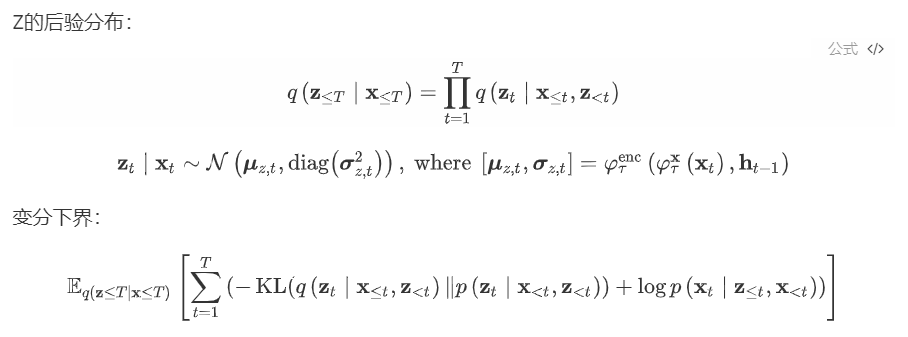 Z的后验分布：
公式 </>
q (z≤T | x≤T) = ∏_{t=1}^{T} q (z_t | x≤t, z<t)
z_t | x_t ∼ 𝒩 (μ_{z,t}, diag(σ²_{z,t})), where [μ_{z,t}, σ_{z,t}] = φ_τ^{enc} (φ_τ^{x} (x_t), h_{t−1})
变分下界：
𝔼_{q(z≤T|x≤T)} [∑_{t=1}^{T} (− KL(q (z_t | x≤t, z<t) ∥p (z_t | x<t, z<t)) + log p (x_t | z≤t, x<t))]